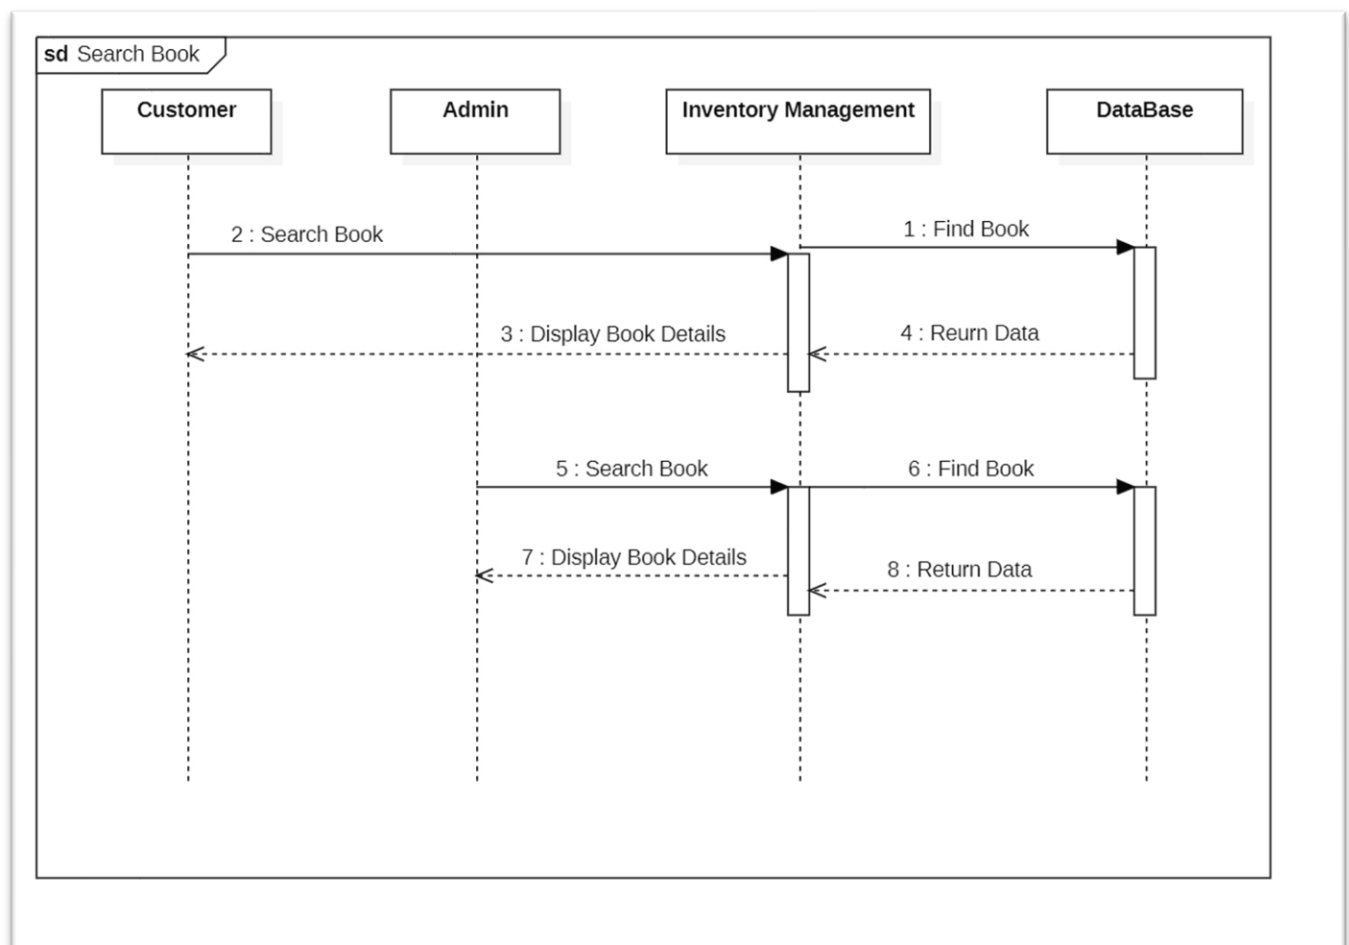 sd Search Book
Customer
Admin
Inventory Management
DataBase
2 : Search Book
1 : Find Book
3 : Display Book Details
4 : Reurn Data
5 : Search Book
6 : Find Book
7 : Display Book Details
8 : Return Data